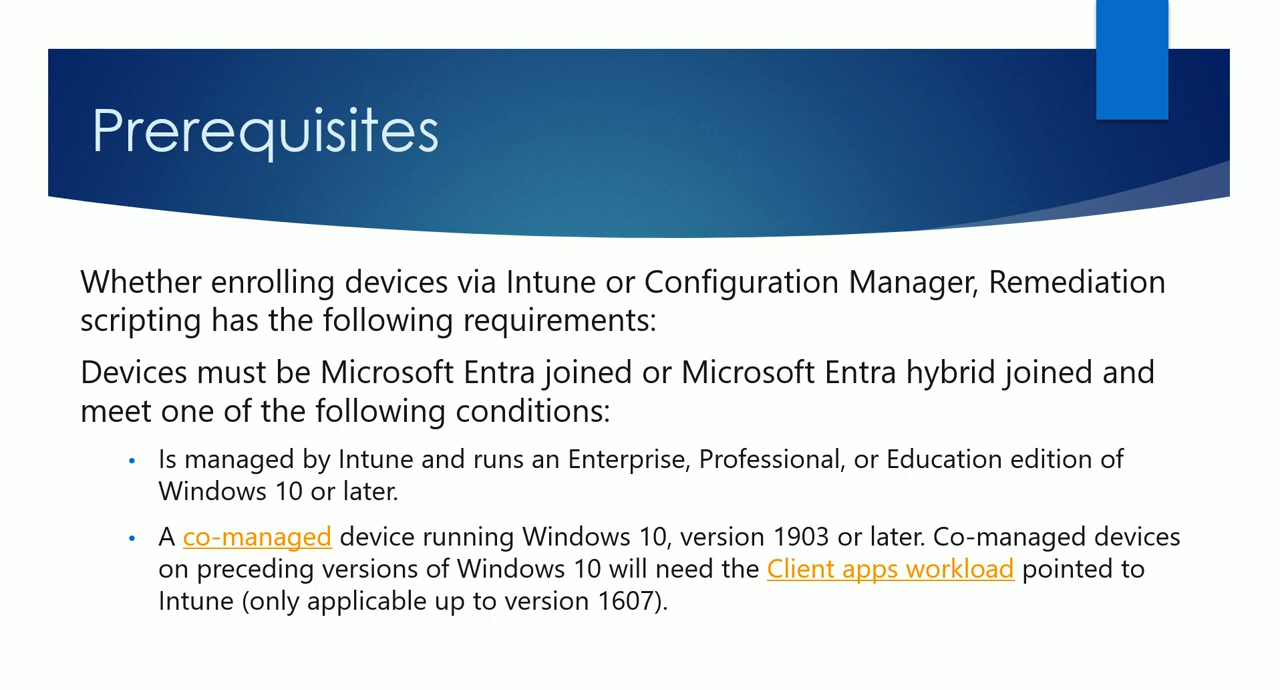 Prerequisites
Whether enrolling devices via Intune or Configuration Manager, Remediation
scripting has the following requirements:
Devices must be Microsoft Entra joined or Microsoft Entra hybrid joined and
meet one of the following conditions:
• Is managed by Intune and runs an Enterprise, Professional, or Education edition of
Windows 10 or later.
• A co-managed device running Windows 10, version 1903 or later. Co-managed devices
on preceding versions of Windows 10 will need the Client apps workload pointed to
Intune (only applicable up to version 1607).